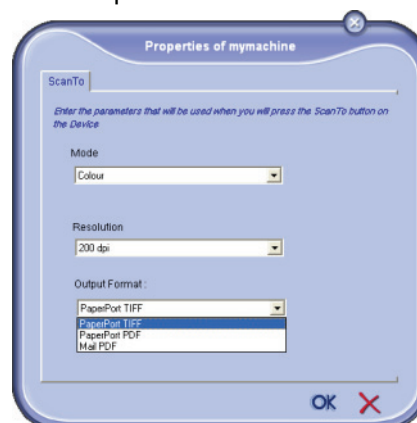 Properties of mymachine
ScanTo
Enter the parameters that will be used when you will press the ScanTo button on
the Device
Mode
Colour
Resolution
200 dpi
Output Format :
PaperPort TIFF
PaperPort TIFF
PaperPort PDF
Mail PDF
OK